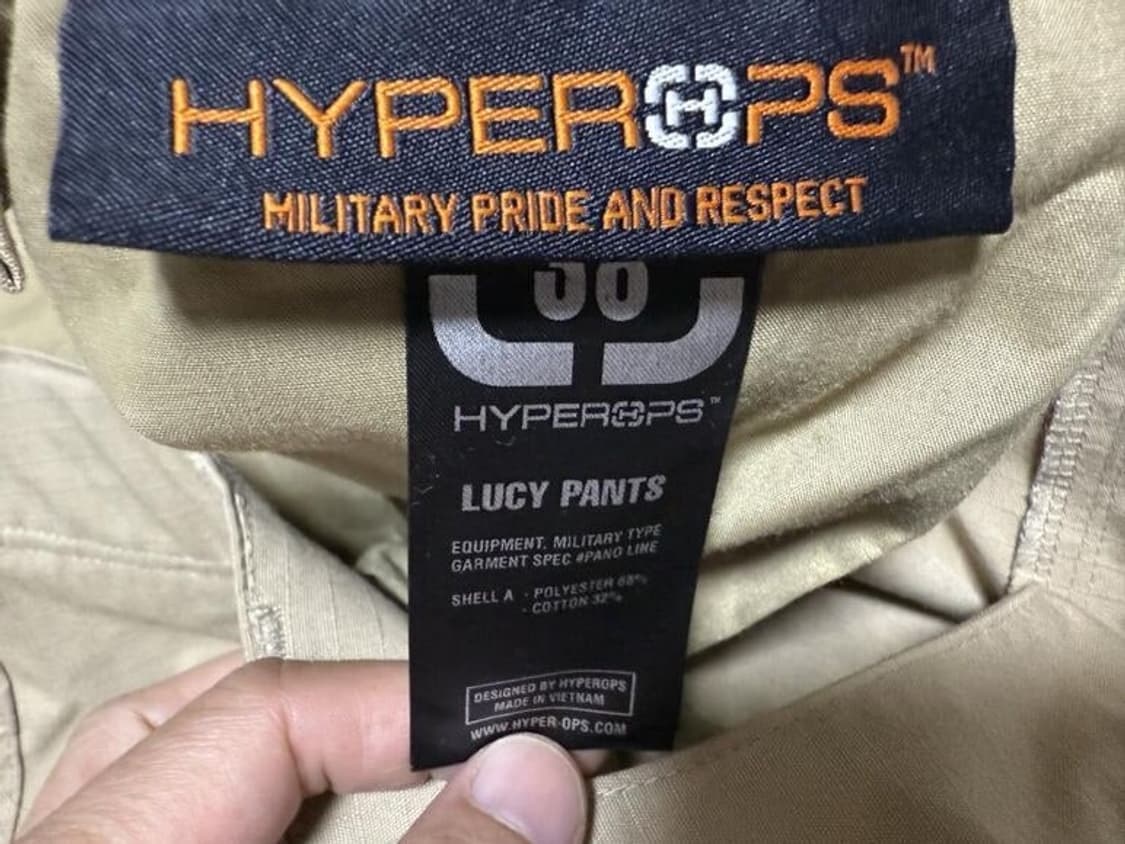 HYPEROPS™
MILITARY PRIDE AND RESPECT
HYPEROPS™
LUCY PANTS
EQUIPMENT, MILITARY TYPE
GARMENT SPEC #PANO LINE
SHELL A - POLYESTER 68%
- COTTON 32%
DESIGNED BY HYPEROPS
MADE IN VIETNAM
WWW.HYPER-OPS.COM